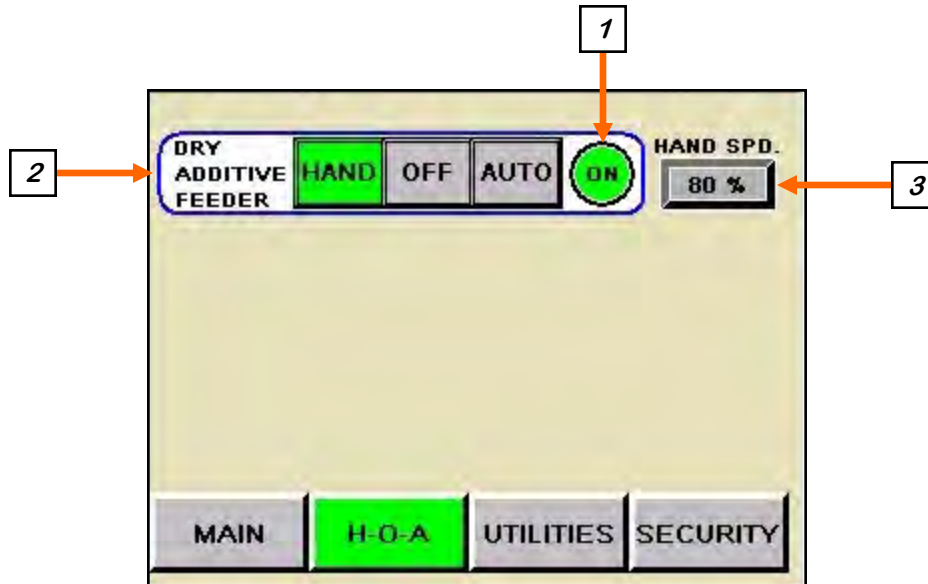 1
2
DRY
ADDITIVE
FEEDER
HAND OFF AUTO ON
HAND SPD.
80 %
3
MAIN H-O-A UTILITIES SECURITY